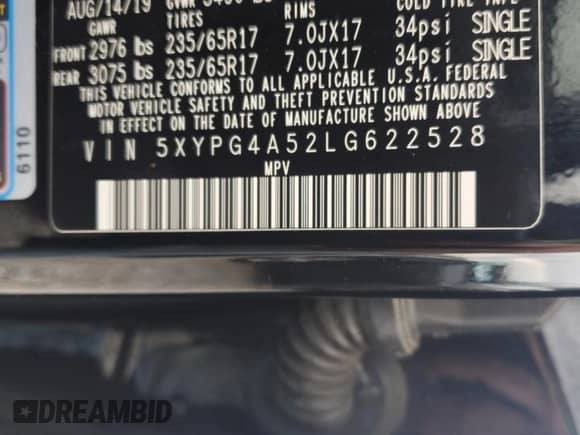 AUG/14/19 GVWR
GAWR TIRES RIMS COLD TIRE
FRONT 2976 lbs 235/65R17 7.0JX17 34psi SINGLE
REAR 3075 lbs 235/65R17 7.0JX17 34psi SINGLE
THIS VEHICLE CONFORMS TO ALL APPLICABLE U.S.A. FEDERAL
MOTOR VEHICLE SAFETY AND THEFT PREVENTION STANDARDS
IN EFFECT ON THE DATE OF MANUFACTURE SHOWN ABOVE
VIN 5XYPG4A52LG622528
MPV
6110
DREAMBID